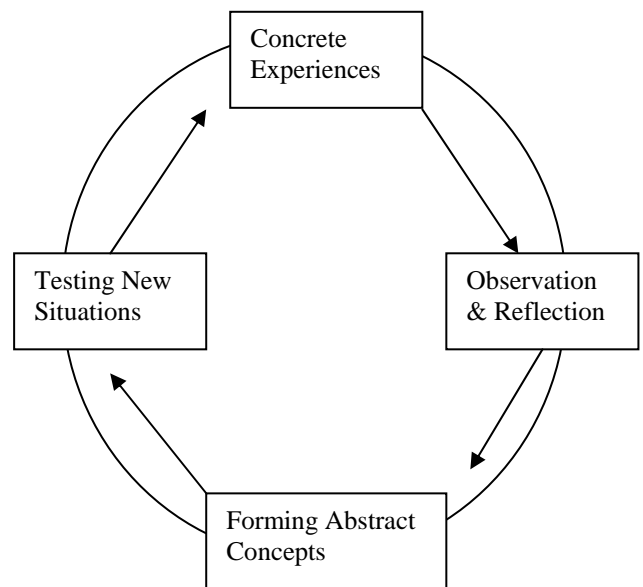 Concrete
Experiences
Testing New
Situations
Observation
& Reflection
Forming Abstract
Concepts